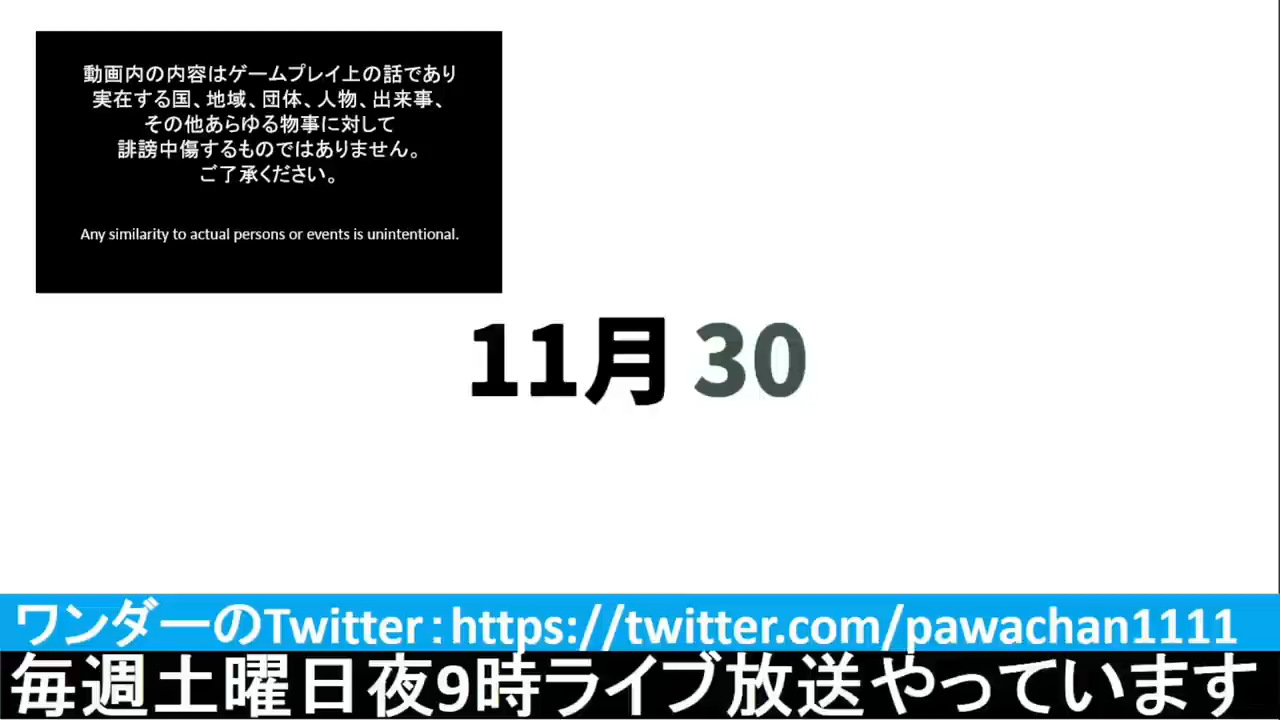 動画内の内容はゲームプレイ上の話であり
実在する国、地域、団体、人物、出来事、
その他あらゆる物事に対して
誹謗中傷するものではありません。
ご了承ください。
Any similarity to actual persons or events is unintentional.
11月 30
ワンダーのTwitter：https://twitter.com/pawachan1111
毎週土曜日夜9時ライブ放送やっています